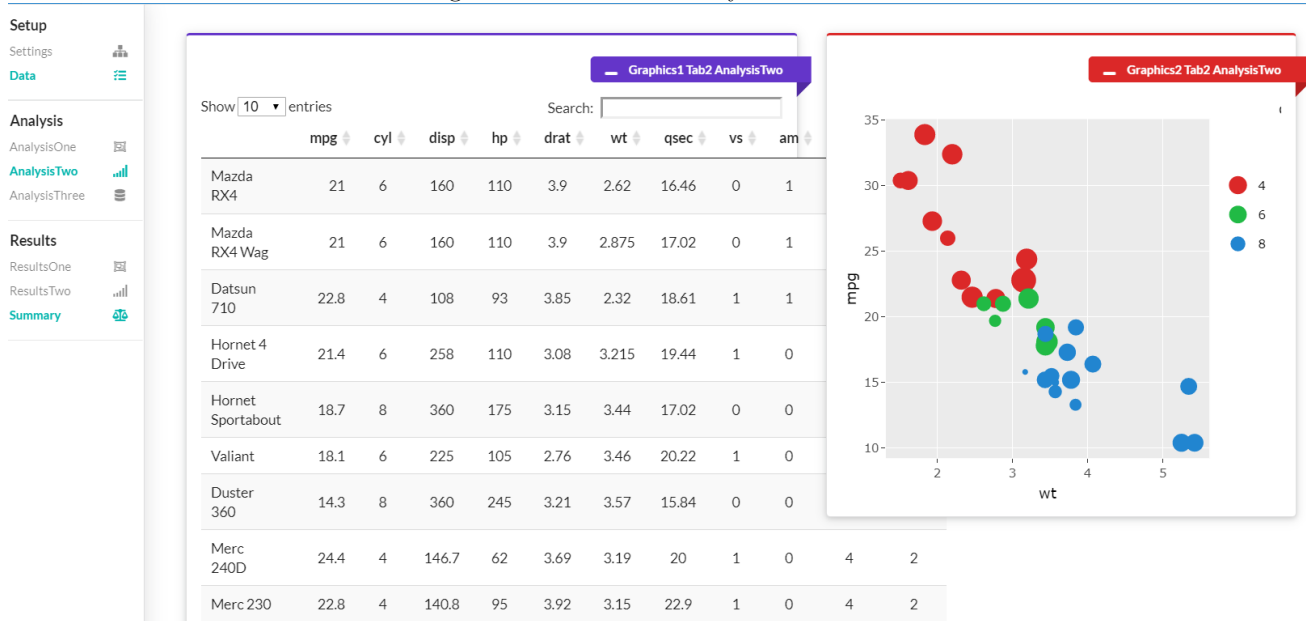 Setup
Settings
Data
Analysis
AnalysisOne
AnalysisTwo
AnalysisThree
Results
ResultsOne
ResultsTwo
Summary
Graphics1 Tab2 AnalysisTwo
Show 10 entries Search:
mpg cyl disp hp drat wt qsec vs am
Mazda RX4 21 6 160 110 3.9 2.62 16.46 0 1
Mazda RX4 Wag 21 6 160 110 3.9 2.875 17.02 0 1
Datsun 710 22.8 4 108 93 3.85 2.32 18.61 1 1
Hornet 4 Drive 21.4 6 258 110 3.08 3.215 19.44 1 0
Hornet Sportabout 18.7 8 360 175 3.15 3.44 17.02 0 0
Valiant 18.1 6 225 105 2.76 3.46 20.22 1 0
Duster 360 14.3 8 360 245 3.21 3.57 15.84 0 0
Merc 240D 24.4 4 146.7 62 3.69 3.19 20 1 0 4 2
Merc 230 22.8 4 140.8 95 3.92 3.15 22.9 1 0 4 2
Graphics2 Tab2 AnalysisTwo
35
30
25
20
15
10
mpg
2 3 4 5
wt
4
6
8